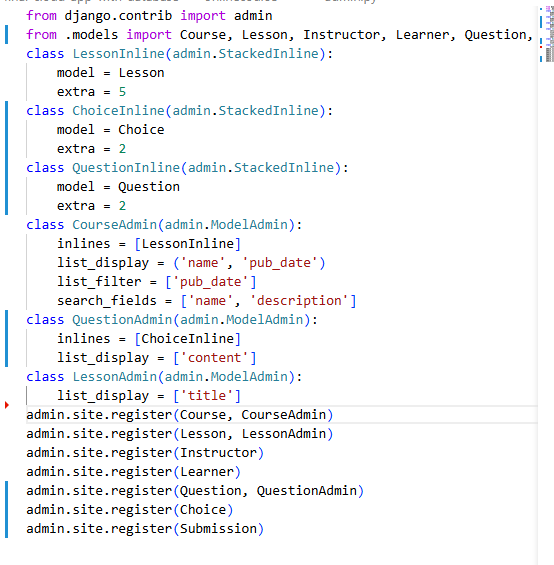 from django.contrib import admin
from .models import Course, Lesson, Instructor, Learner, Question,
class LessonInline(admin.StackedInline):
    model = Lesson
    extra = 5
class ChoiceInline(admin.StackedInline):
    model = Choice
    extra = 2
class QuestionInline(admin.StackedInline):
    model = Question
    extra = 2
class CourseAdmin(admin.ModelAdmin):
    inlines = [LessonInline]
    list_display = ('name', 'pub_date')
    list_filter = ['pub_date']
    search_fields = ['name', 'description']
class QuestionAdmin(admin.ModelAdmin):
    inlines = [ChoiceInline]
    list_display = ['content']
class LessonAdmin(admin.ModelAdmin):
    list_display = ['title']
admin.site.register(Course, CourseAdmin)
admin.site.register(Lesson, LessonAdmin)
admin.site.register(Instructor)
admin.site.register(Learner)
admin.site.register(Question, QuestionAdmin)
admin.site.register(Choice)
admin.site.register(Submission)